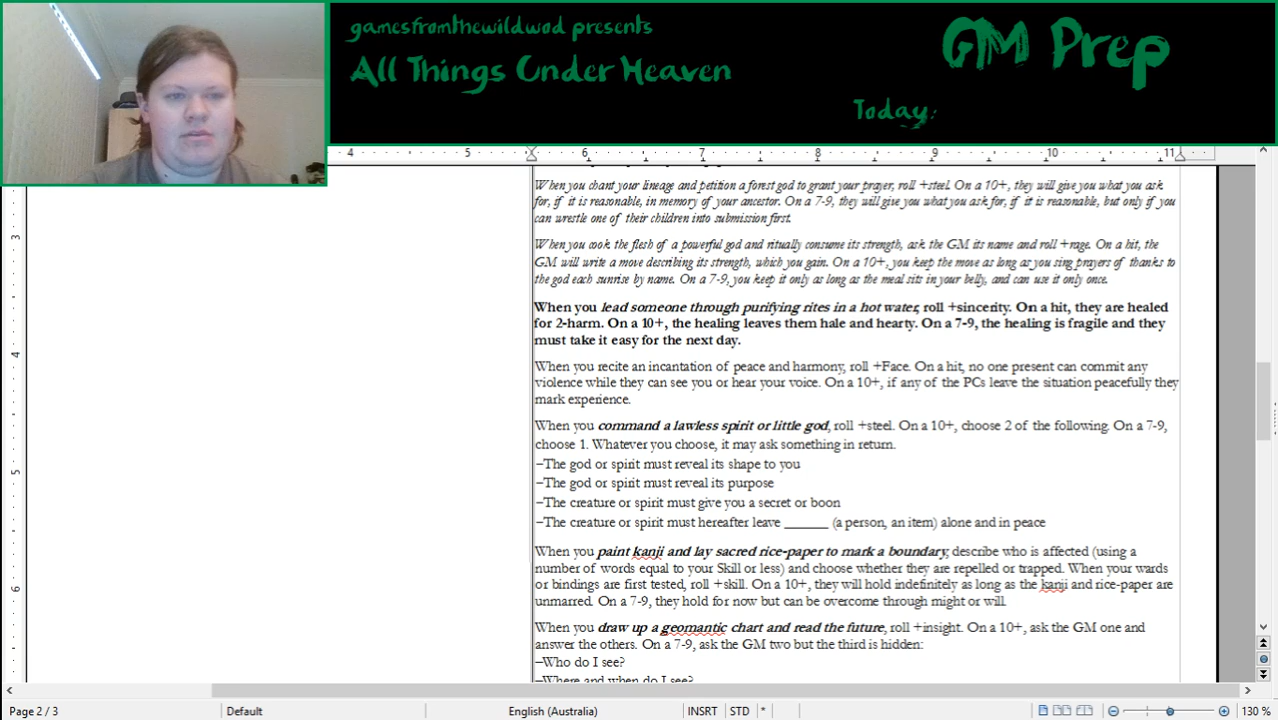 gamesfromthewildwod presents
All Things Under Heaven
GM Prep
Today:
4 5 6 7 8 9 10 11
When you chant your lineage and petition a forest god to grant your prayer, roll +steel. On a 10+, they will give you what you ask
for, if it is reasonable, in memory of your ancestor. On a 7-9, they will give you what you ask for, if it is reasonable, but only if you
can wrestle one of their children into submission first.
When you cook the flesh of a powerful god and ritually consume its strength, ask the GM its name and roll +rage. On a hit, the
GM will write a move describing its strength, which you gain. On a 10+, you keep the move as long as you sing prayers of thanks to
the god each sunrise by name. On a 7-9, you keep it only as long as the meal sits in your belly, and can use it only once.
When you lead someone through purifying rites in a hot water, roll +sincerity. On a hit, they are healed
for 2-harm. On a 10+, the healing leaves them hale and hearty. On a 7-9, the healing is fragile and they
must take it easy for the next day.
When you recite an incantation of peace and harmony, roll +Face. On a hit, no one present can commit any
violence while they can see you or hear your voice. On a 10+, if any of the PCs leave the situation peacefully they
mark experience.
When you command a lawless spirit or little god, roll +steel. On a 10+, choose 2 of the following. On a 7-9,
choose 1. Whatever you choose, it may ask something in return.
–The god or spirit must reveal its shape to you
–The god or spirit must reveal its purpose
–The creature or spirit must give you a secret or boon
–The creature or spirit must hereafter leave ______ (a person, an item) alone and in peace
When you paint kanji and lay sacred rice-paper to mark a boundary, describe who is affected (using a
number of words equal to your Skill or less) and choose whether they are repelled or trapped. When your wards
or bindings are first tested, roll +skill. On a 10+, they will hold indefinitely as long as the kanji and rice-paper are
unmarred. On a 7-9, they hold for now but can be overcome through might or will.
When you draw up a geomantic chart and read the future, roll +insight. On a 10+, ask the GM one and
answer the others. On a 7-9, ask the GM two but the third is hidden:
–Who do I see?
–Where and when do I see?
3
4
5
6
Page 2 / 3 Default English (Australia) INSRT STD * 130 %